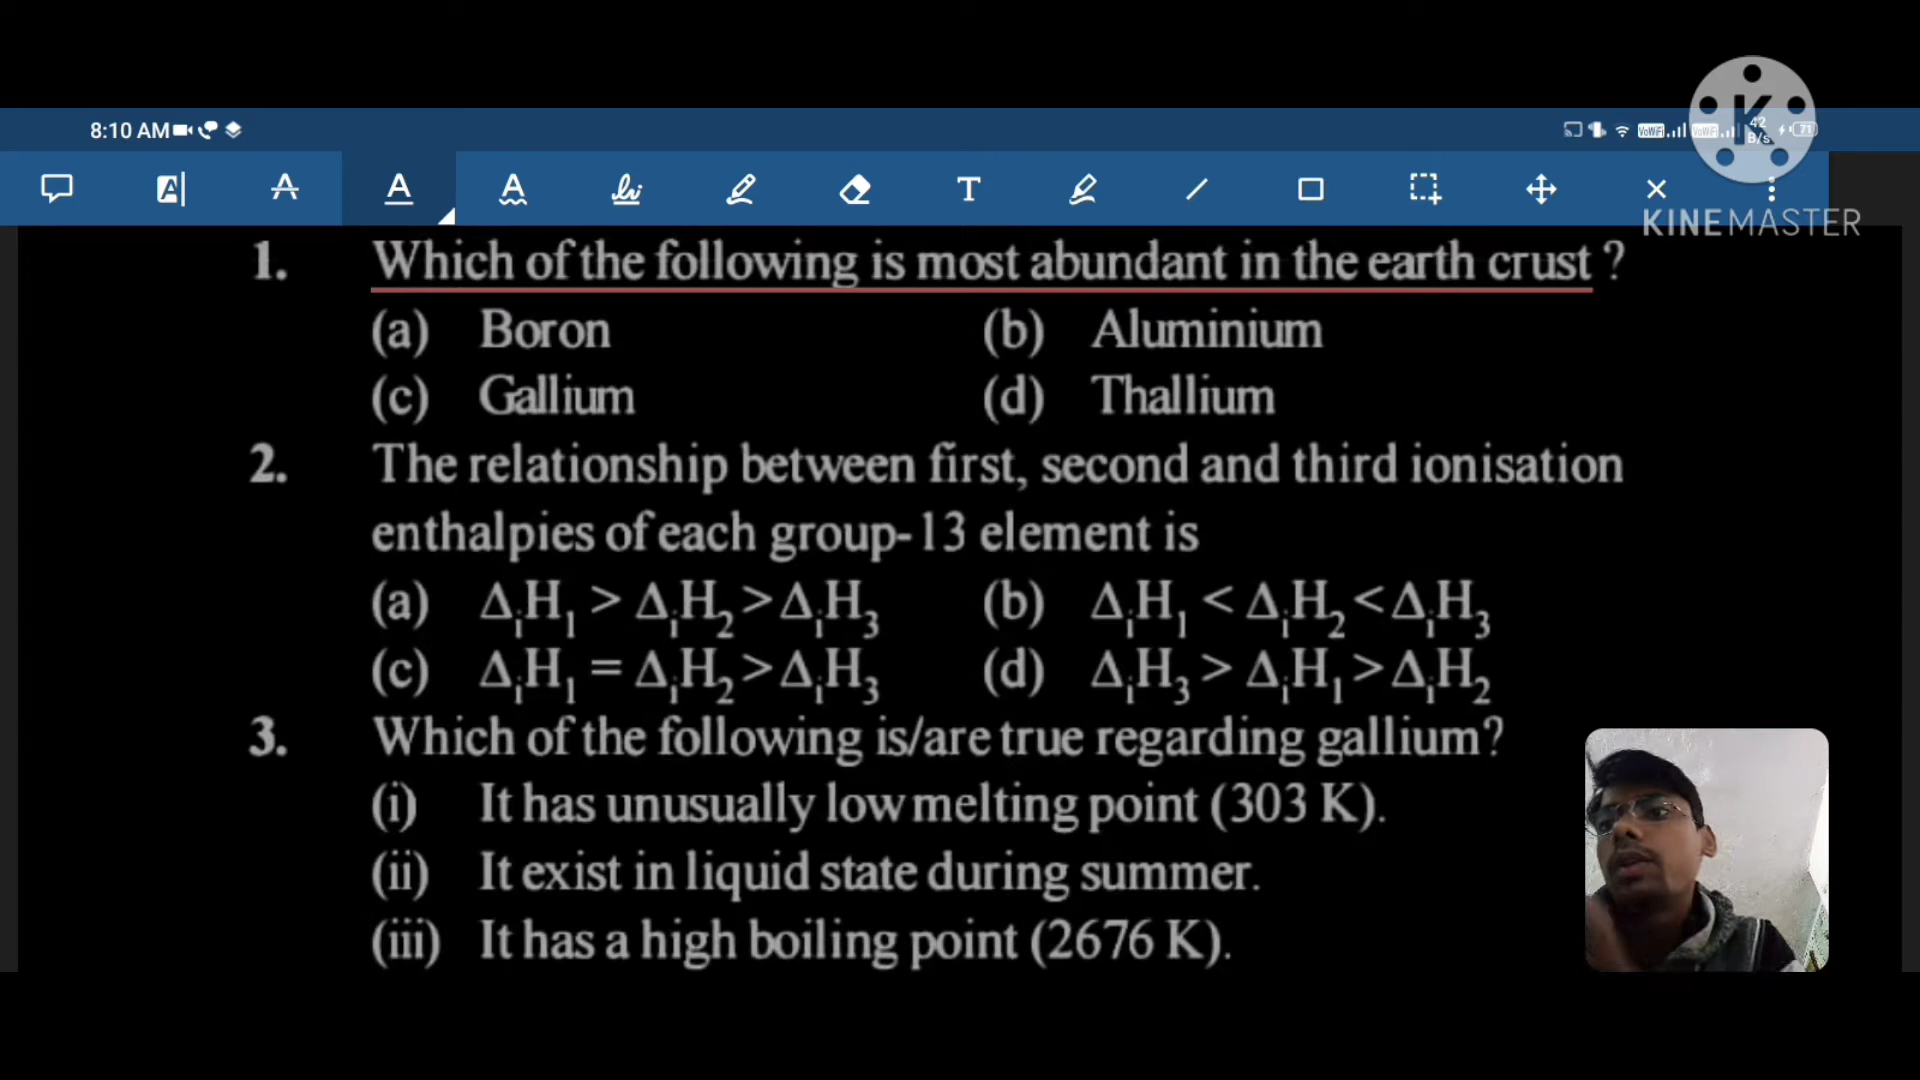 8:10 AM
VoWiFi VoWiFi 42 B/s 71
KINEMASTER
1. Which of the following is most abundant in the earth crust ?
(a) Boron (b) Aluminium
(c) Gallium (d) Thallium
2. The relationship between first, second and third ionisation
enthalpies of each group-13 element is
(a) ΔᵢH₁ > ΔᵢH₂ > ΔᵢH₃ (b) ΔᵢH₁ < ΔᵢH₂ < ΔᵢH₃
(c) ΔᵢH₁ = ΔᵢH₂ > ΔᵢH₃ (d) ΔᵢH₃ > ΔᵢH₁ > ΔᵢH₂
3. Which of the following is/are true regarding gallium?
(i) It has unusually low melting point (303 K).
(ii) It exist in liquid state during summer.
(iii) It has a high boiling point (2676 K).